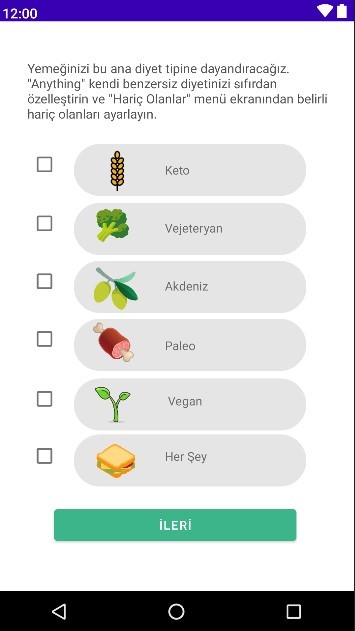 12:00
Yemeğinizi bu ana diyet tipine dayandıracağız.
"Anything" kendi benzersiz diyetinizi sıfırdan
özelleştirin ve "Hariç Olanlar" menü ekranından belirli
hariç olanları ayarlayın.
Keto
Vejeteryan
Akdeniz
Paleo
Vegan
Her Şey
İLERİ